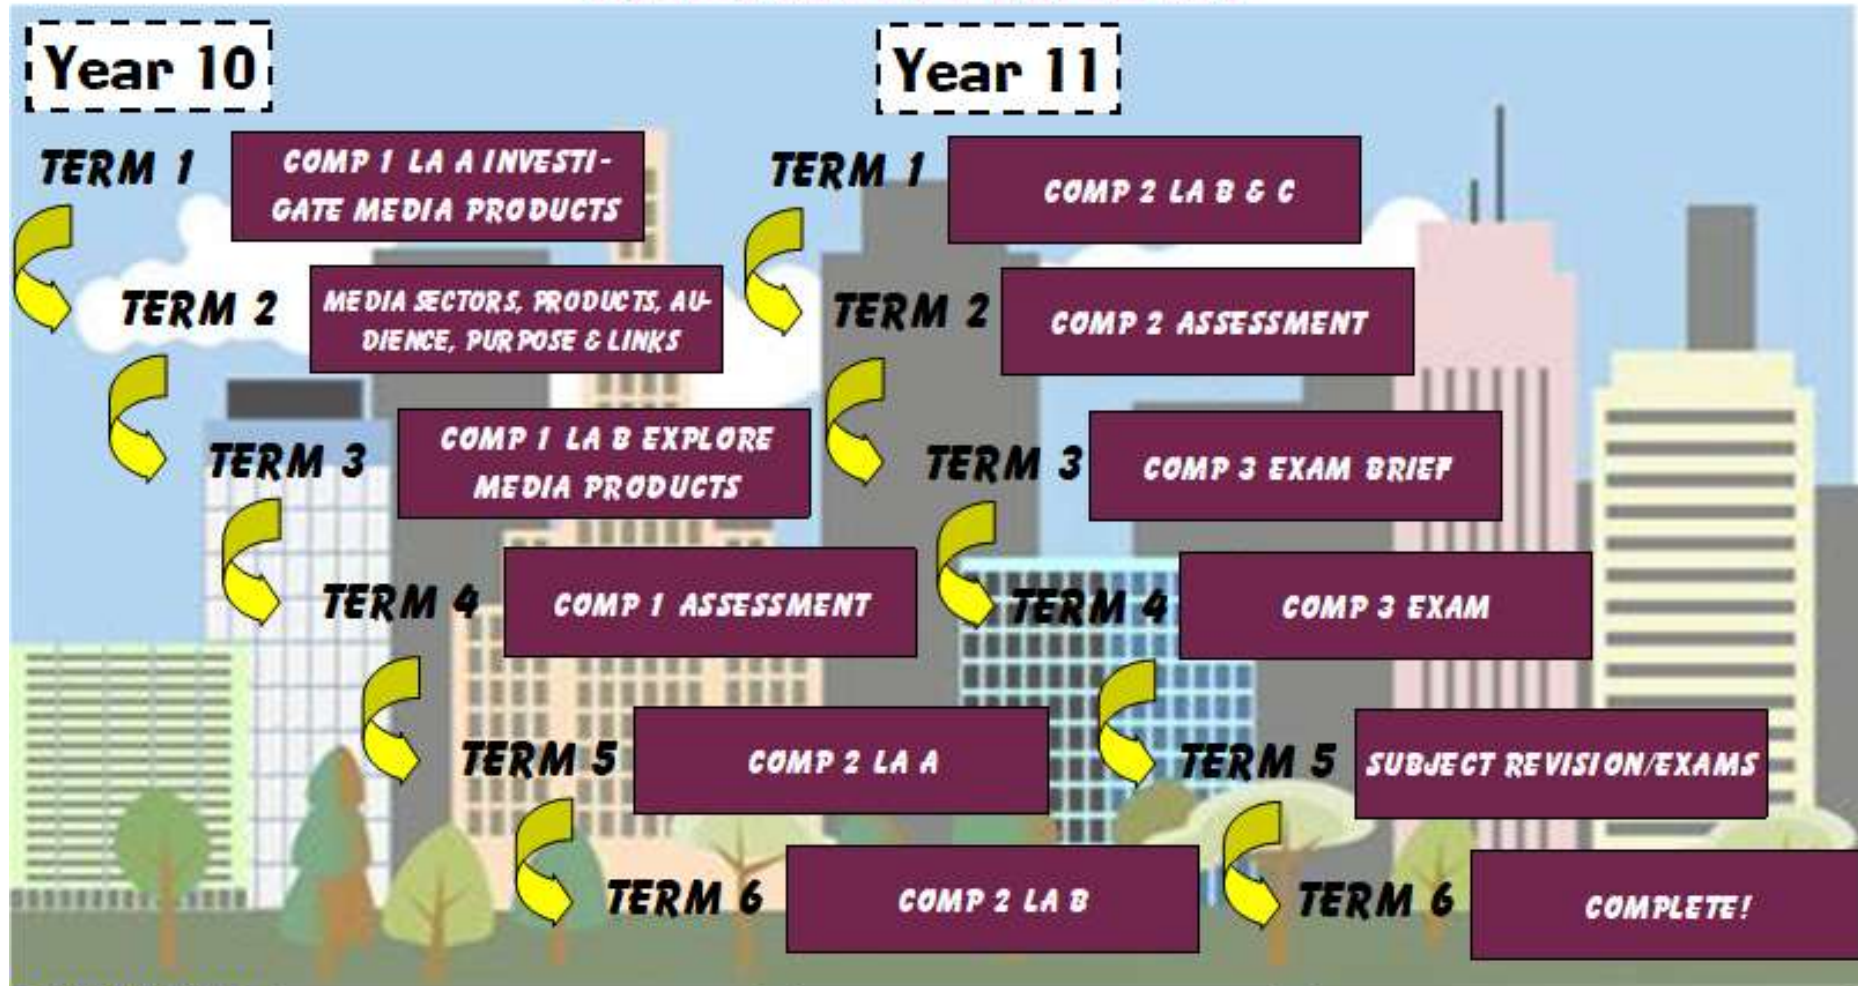 Year 10
TERM 1
COMP 1 LA A INVESTI-
GATE MEDIA PRODUCTS
TERM 2
MEDIA SECTORS, PRODUCTS, AU-
DIENCE, PURPOSE & LINKS
TERM 3
COMP 1 LA B EXPLORE
MEDIA PRODUCTS
TERM 4
COMP 1 ASSESSMENT
TERM 5
COMP 2 LA A
TERM 6
COMP 2 LA B
Year 11
TERM 1
COMP 2 LA B & C
TERM 2
COMP 2 ASSESSMENT
TERM 3
COMP 3 EXAM BRIEF
TERM 4
COMP 3 EXAM
TERM 5
SUBJECT REVISION/EXAMS
TERM 6
COMPLETE!